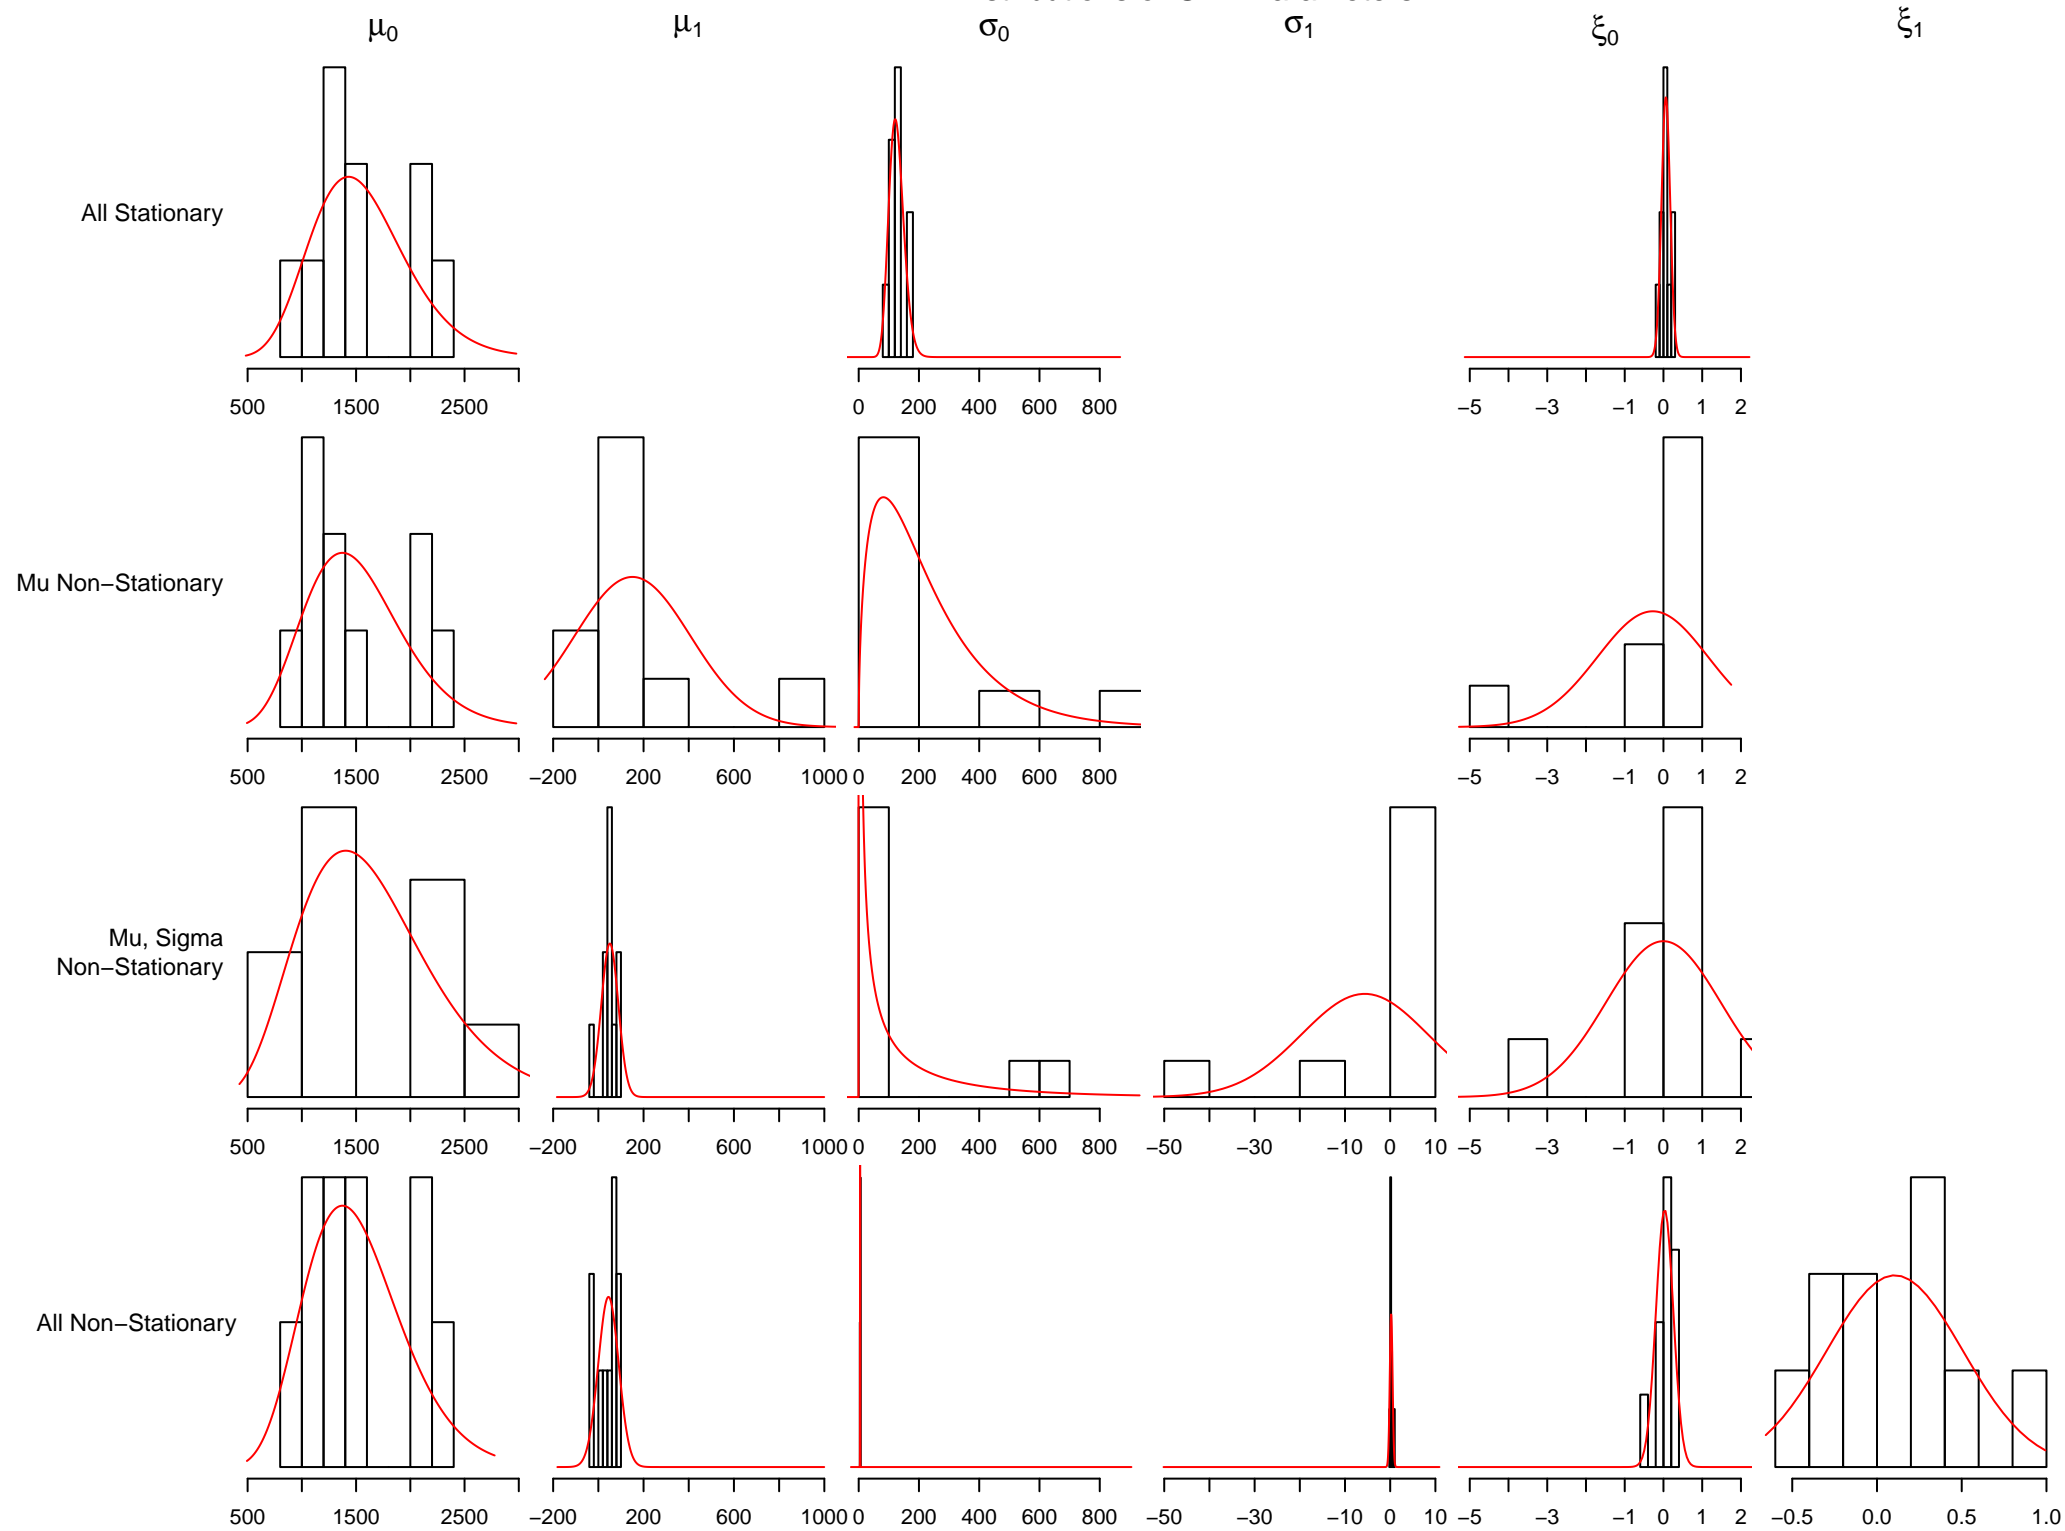 μ0 μ1 σ0 σ1 ξ0 ξ1
All Stationary
500 1500 2500 0 200 400 600 800 −5 −3 −1 0 1 2
Mu Non−Stationary
500 1500 2500 −200 200 600 1000 0 200 400 600 800 −5 −3 −1 0 1 2
Mu, Sigma
Non−Stationary
500 1500 2500 −200 200 600 1000 0 200 400 600 800 −50 −30 −10 0 10 −5 −3 −1 0 1 2
All Non−Stationary
500 1500 2500 −200 200 600 1000 0 200 400 600 800 −50 −30 −10 0 10 −5 −3 −1 0 1 2 −0.5 0.0 0.5 1.0